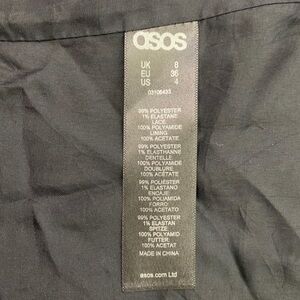 asos
UK 8
EU 36
US 4
03106433
99% POLYESTER
1% ELASTANE
LACE
100% POLYAMIDE
LINING
100% ACETATE
99% POLYESTER
1% ELASTHANNE
DENTELLE
100% POLYAMIDE
DOUBLURE
100% ACETATE
99% POLIÉSTER
1% ELASTANO
ENCAJE
100% POLIAMIDA
FORRO
100% ACETATO
99% POLYESTER
1% ELASTAN
SPITZE
100% POLYAMID
FUTTER
100% ACETAT
MADE IN CHINA
asos.com Ltd